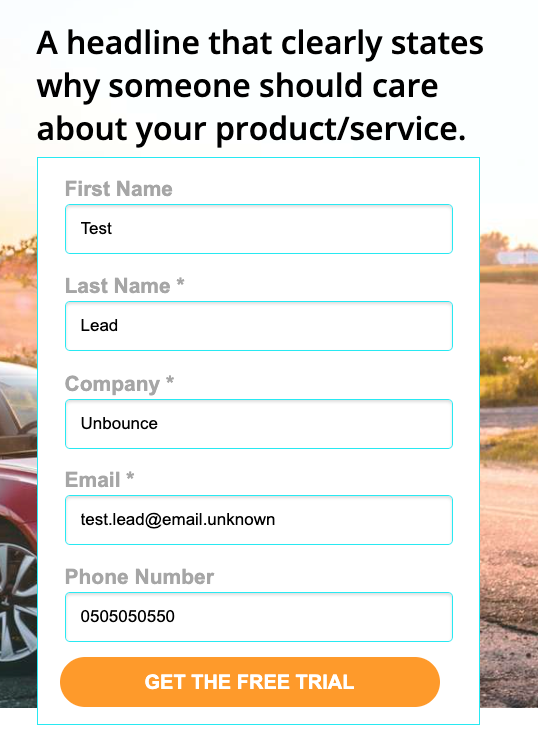 A headline that clearly states
why someone should care
about your product/service.
First Name
Test
Last Name *
Lead
Company *
Unbounce
Email *
test.lead@email.unknown
Phone Number
0505050550
GET THE FREE TRIAL